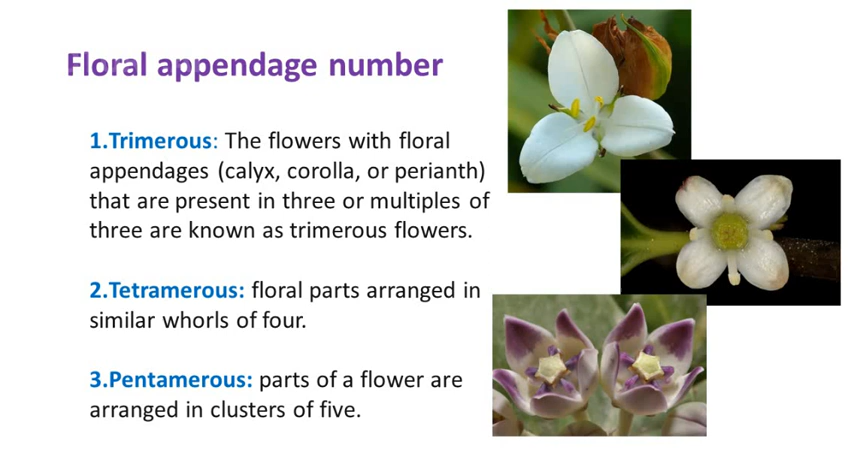 Floral appendage number
1.Trimerous: The flowers with floral
appendages (calyx, corolla, or perianth)
that are present in three or multiples of
three are known as trimerous flowers.
2.Tetramerous: floral parts arranged in
similar whorls of four.
3.Pentamerous: parts of a flower are
arranged in clusters of five.